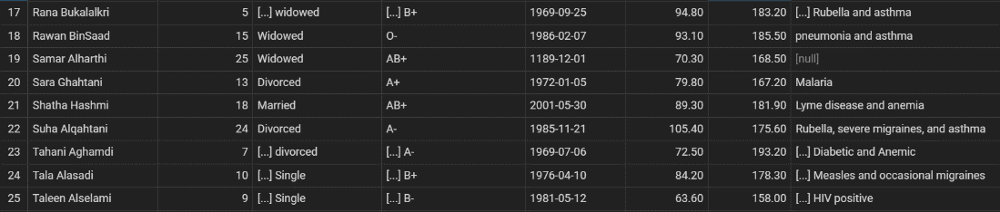 17 Rana Bukalalkri 5 [...] widowed [...] B+ 1969-09-25 94.80 183.20 [...] Rubella and asthma
18 Rawan BinSaad 15 Widowed O- 1986-02-07 93.10 185.50 pneumonia and asthma
19 Samar Alharthi 25 Widowed AB+ 1189-12-01 70.30 168.50 [null]
20 Sara Ghahtani 13 Divorced A+ 1972-01-05 79.80 167.20 Malaria
21 Shatha Hashmi 18 Married AB+ 2001-05-30 89.30 181.90 Lyme disease and anemia
22 Suha Alqahtani 24 Divorced A- 1985-11-21 105.40 175.60 Rubella, severe migraines, and asthma
23 Tahani Aghamdi 7 [...] divorced [...] A- 1969-07-06 72.50 193.20 [...] Diabetic and Anemic
24 Tala Alasadi 10 [...] Single [...] B+ 1976-04-10 84.20 178.30 [...] Measles and occasional migraines
25 Taleen Alselami 9 [...] Single [...] B- 1981-05-12 63.60 158.00 [...] HIV positive